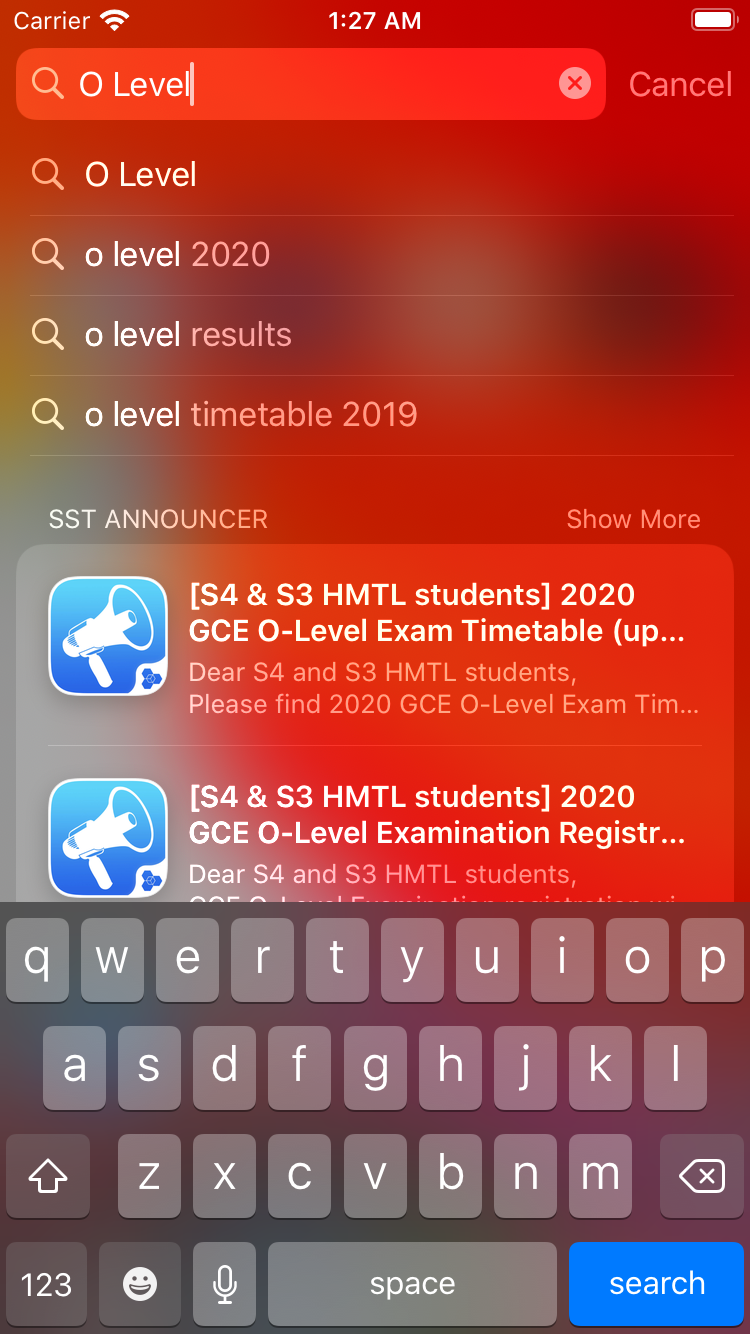 Carrier 1:27 AM
O Level Cancel
O Level
o level 2020
o level results
o level timetable 2019
SST ANNOUNCER Show More
[S4 & S3 HMTL students] 2020
GCE O-Level Exam Timetable (up...
Dear S4 and S3 HMTL students,
Please find 2020 GCE O-Level Exam Tim...
[S4 & S3 HMTL students] 2020
GCE O-Level Examination Registr...
Dear S4 and S3 HMTL students,
q w e r t y u i o p
a s d f g h j k l
z x c v b n m
123 space search